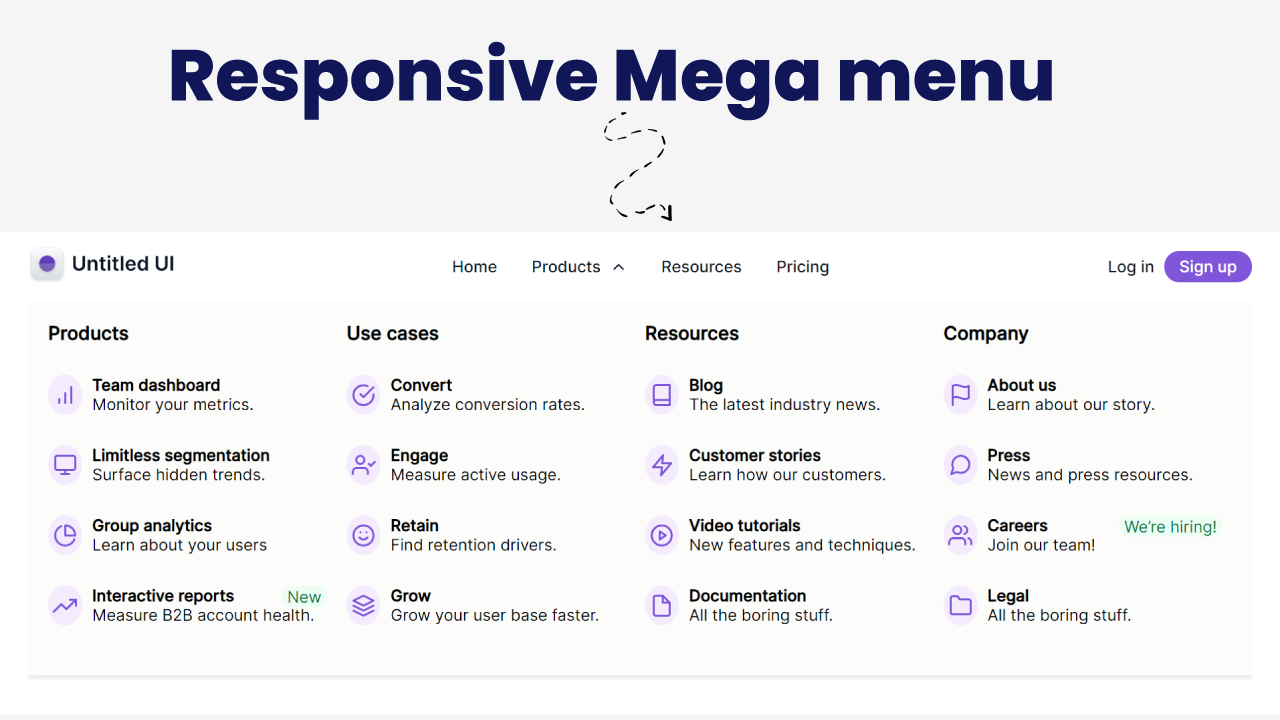 Responsive Mega menu
Untitled UI
Home
Products
Resources
Pricing
Log in
Sign up
Products
Team dashboard
Monitor your metrics.
Limitless segmentation
Surface hidden trends.
Group analytics
Learn about your users
Interactive reports
New
Measure B2B account health.
Use cases
Convert
Analyze conversion rates.
Engage
Measure active usage.
Retain
Find retention drivers.
Grow
Grow your user base faster.
Resources
Blog
The latest industry news.
Customer stories
Learn how our customers.
Video tutorials
New features and techniques.
Documentation
All the boring stuff.
Company
About us
Learn about our story.
Press
News and press resources.
Careers
We’re hiring!
Join our team!
Legal
All the boring stuff.